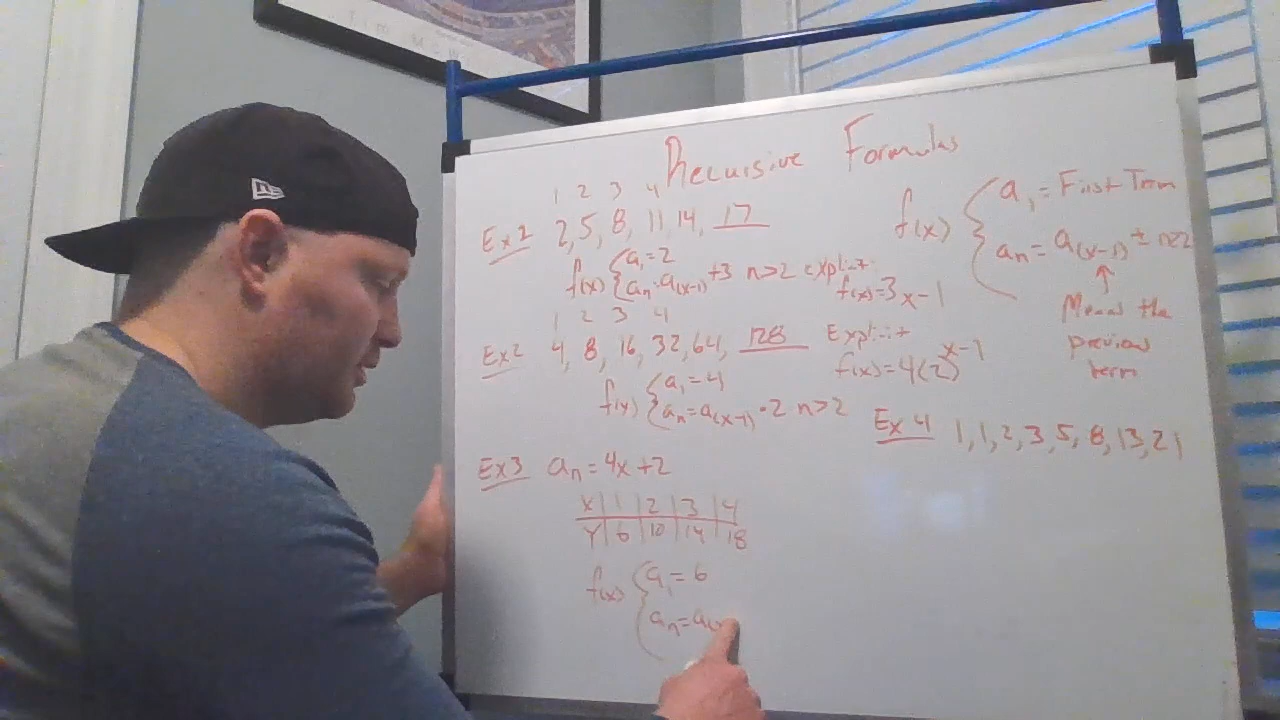 Recursive Formulas
1 2 3 4
Ex 1 2, 5, 8, 11 14, 17
f(x) { a₁ = 2
aₙ = a(x-1) +3 n>2 explicit:
f(x) = 3x-1
1 2 3 4
Ex2 4, 8, 16, 32, 64, 128 Explicit
f(x) = 4(2)^x-1
f(x) { a₁ = 4
aₙ = a(x-1) • 2 n>2
Ex3 aₙ = 4x+2
X | 1 | 2 | 3 | 4
Y | 6 | 10 | 14 | 18
f(x) { a₁ = 6
aₙ = a(x
f(x) { a₁ = First Term
aₙ = a(x-1) ± n≥2
↑
the
previous
term
Ex 4 1, 1, 2, 3, 5, 8, 13, 21